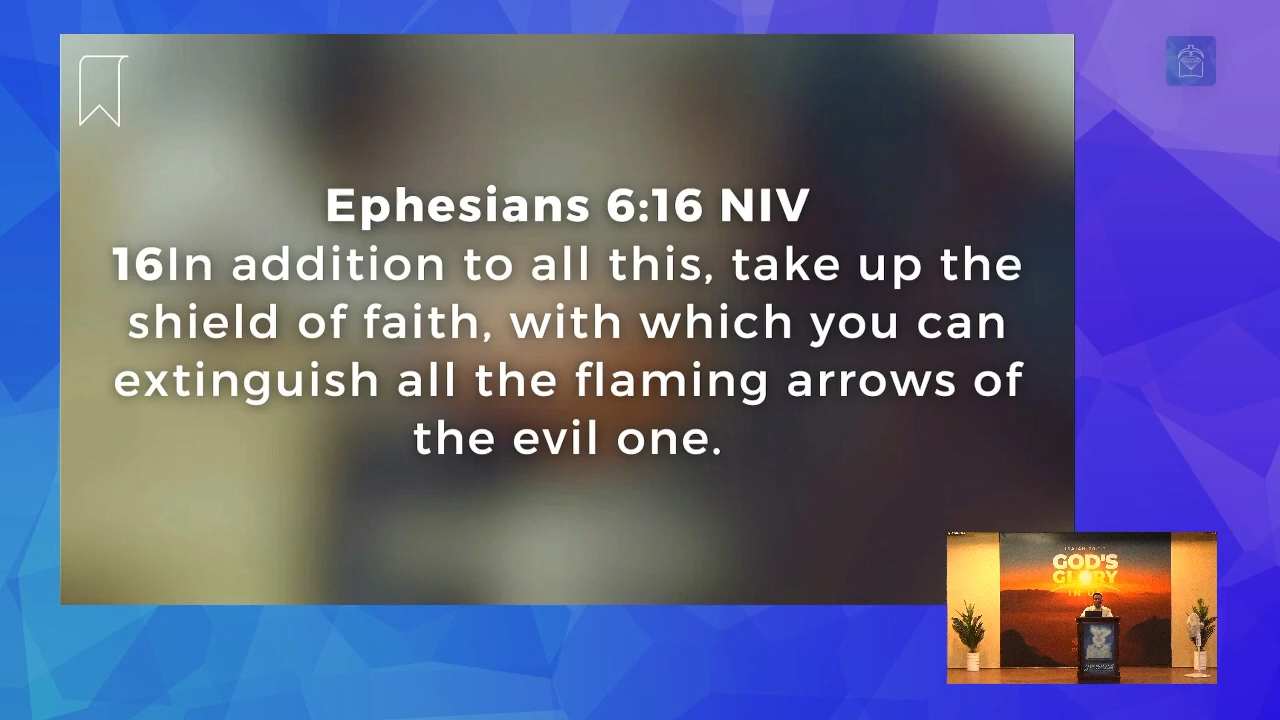 Ephesians 6:16 NIV
16In addition to all this, take up the
shield of faith, with which you can
extinguish all the flaming arrows of
the evil one.
GOD'S
GLORY